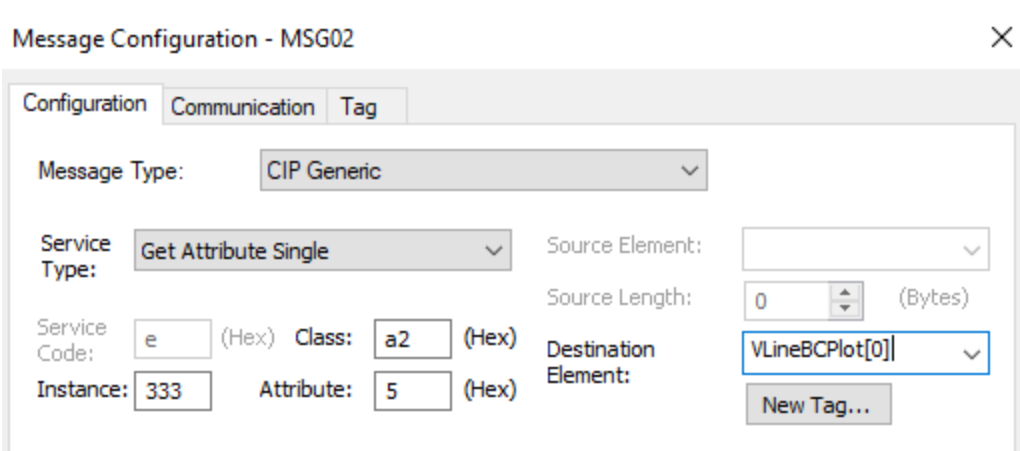 Message Configuration - MSG02
Configuration Communication Tag
Message Type: CIP Generic
Service Type: Get Attribute Single
Source Element:
Source Length: 0 (Bytes)
Service Code: e (Hex) Class: a2 (Hex)
Destination Element: VLineBCPlot[0]
Instance: 333 Attribute: 5 (Hex)
New Tag...